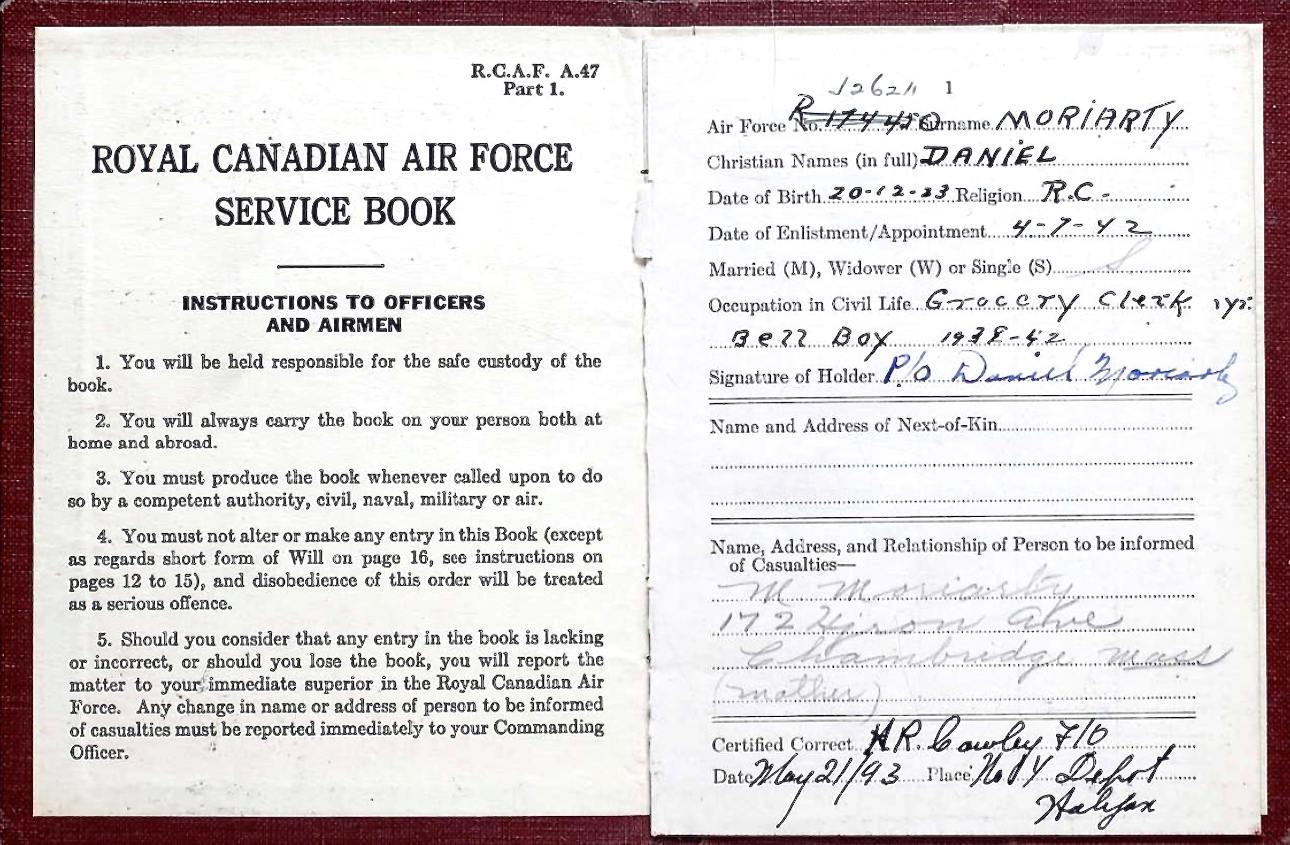 R.C.A.F. A.47
Part 1.
ROYAL CANADIAN AIR FORCE
SERVICE BOOK
INSTRUCTIONS TO OFFICERS
AND AIRMEN
1. You will be held responsible for the safe custody of the
book.
2. You will always carry the book on your person both at
home and abroad.
3. You must produce the book whenever called upon to do
so by a competent authority, civil, naval, military or air.
4. You must not alter or make any entry in this Book (except
as regards short form of Will on page 16, see instructions on
pages 12 to 15), and disobedience of this order will be treated
as a serious offence.
5. Should you consider that any entry in the book is lacking
or incorrect, or should you lose the book, you will report the
matter to your immediate superior in the Royal Canadian Air
Force. Any change in name or address of person to be informed
of casualties must be reported immediately to your Commanding
Officer.
1
Air Force No. R Surname MORIARTY
Christian Names (in full) DANIEL
Date of Birth 20-12-23 Religion R.C.
Date of Enlistment/Appointment 4-7-42
Married (M), Widower (W) or Single (S) S
Occupation in Civil Life Grocery Clerk 1 yr.
Bell Boy 1938-42
Signature of Holder P/O Daniel Moriarty
Name and Address of Next-of-Kin
Name, Address, and Relationship of Person to be informed
of Casualties—
M Moriarty
172 Ave
Chambridge Mass
(mother)
Certified Correct H.R. Cowley F/O
Date May 21/43 Place No 1 Y Depot
Halifax